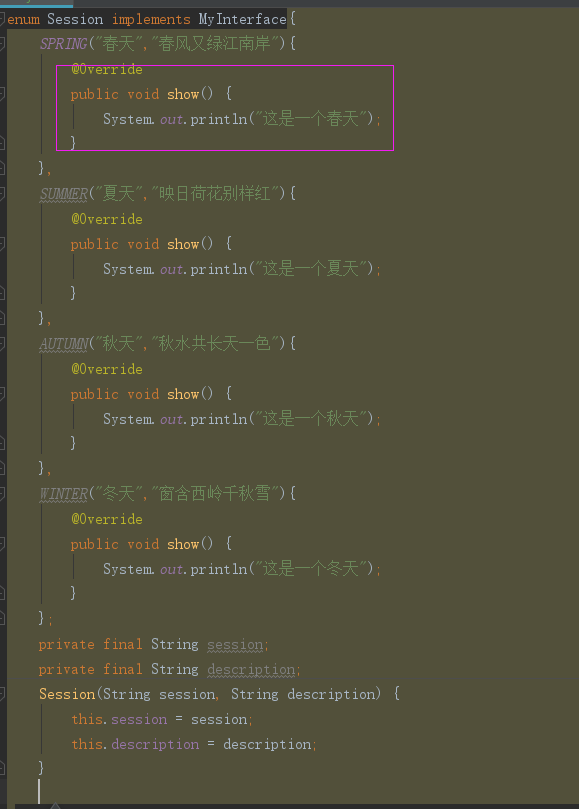 enum Session implements MyInterface{
SPRING("春天","春风又绿江南岸"){
@Override
public void show() {
System.out.println("这是一个春天");
}
},
SUMMER("夏天","映日荷花别样红"){
@Override
public void show() {
System.out.println("这是一个夏天");
}
},
AUTUMN("秋天","秋水共长天一色"){
@Override
public void show() {
System.out.println("这是一个秋天");
}
},
WINTER("冬天","窗含西岭千秋雪"){
@Override
public void show() {
System.out.println("这是一个冬天");
}
};
private final String session;
private final String description;
Session(String session, String description) {
this.session = session;
this.description = description;
}